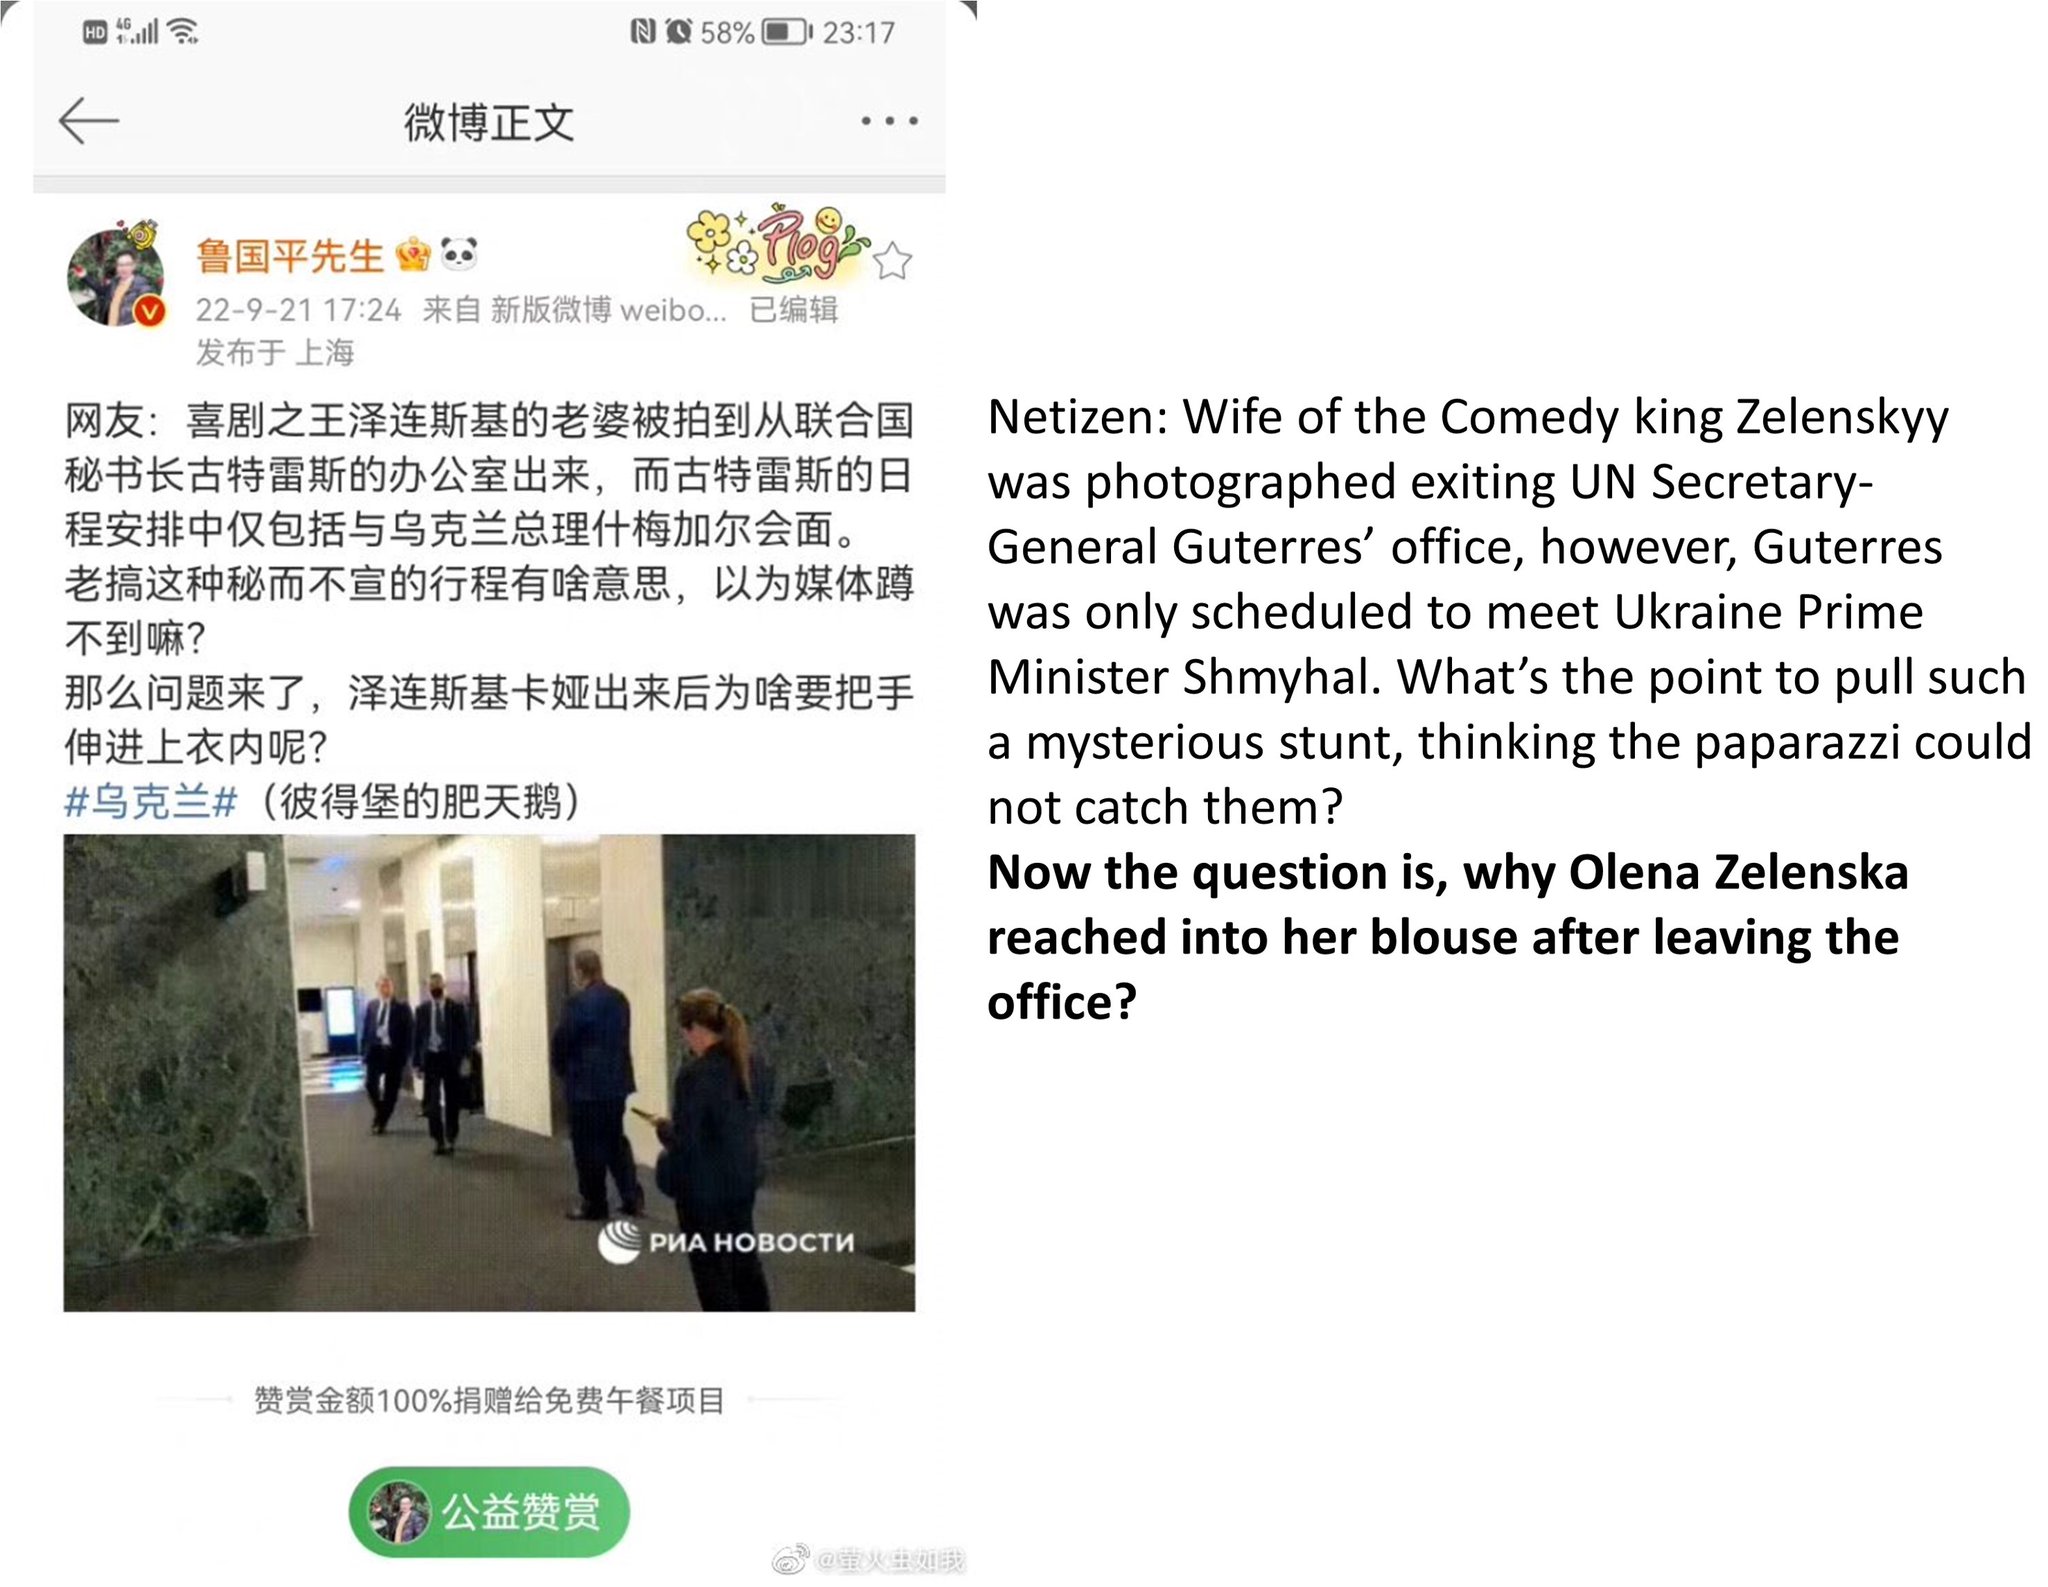 HD 4G 58% 23:17
微博正文
鲁国平先生
Plog
22-9-21 17:24 来自 新版微博 weibo... 已编辑
发布于 上海
网友：喜剧之王泽连斯基的老婆被拍到从联合国
秘书长古特雷斯的办公室出来，而古特雷斯的日
程安排中仅包括与乌克兰总理什梅加尔会面。
老搞这种秘而不宣的行程有啥意思，以为媒体蹲
不到嘛？
那么问题来了，泽连斯基卡娅出来后为啥要把手
伸进上衣内呢？
#乌克兰#（彼得堡的肥天鹅）
РИА НОВОСТИ
赞赏金额100%捐赠给免费午餐项目
公益赞赏
@萤火虫如我
Netizen: Wife of the Comedy king Zelenskyy
was photographed exiting UN Secretary-
General Guterres’ office, however, Guterres
was only scheduled to meet Ukraine Prime
Minister Shmyhal. What’s the point to pull such
a mysterious stunt, thinking the paparazzi could
not catch them?
Now the question is, why Olena Zelenska
reached into her blouse after leaving the
office?